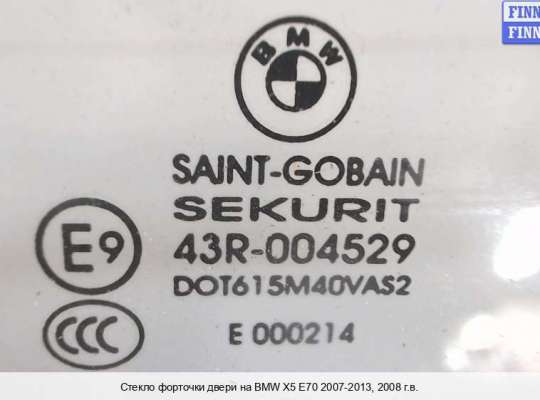 FINN
FINN
BMW
SAINT-GOBAIN
SEKURIT
E9
43R-004529
DOT615M40VAS2
CCC
E 000214
Стекло форточки двери на BMW X5 E70 2007-2013, 2008 г.в.